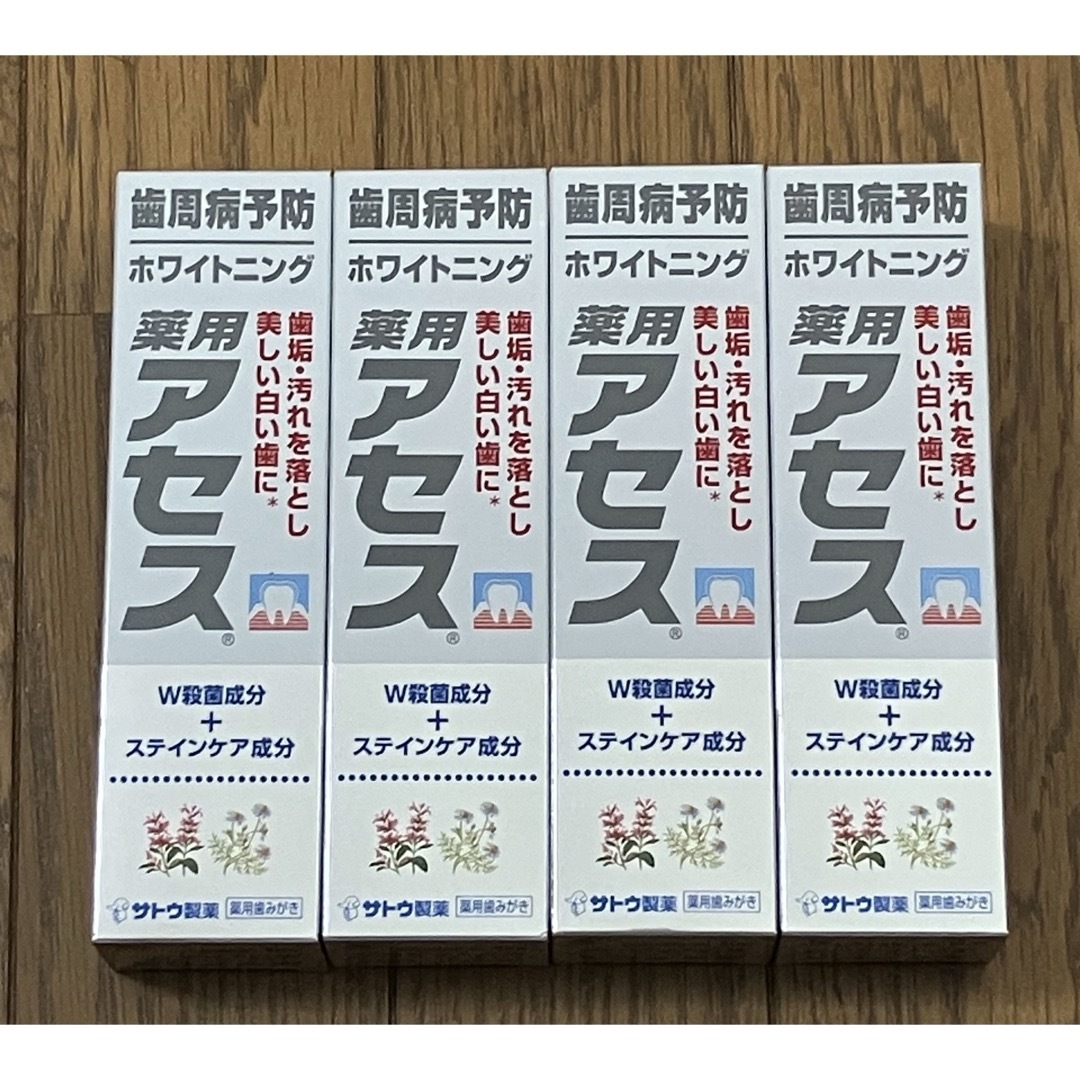 歯周病予防
ホワイトニング
薬用
アセス®
歯垢・汚れを落とし
美しい白い歯に*
W殺菌成分
+
ステインケア成分
サトウ製薬 薬用歯みがき
歯周病予防
ホワイトニング
薬用
アセス®
歯垢・汚れを落とし
美しい白い歯に*
W殺菌成分
+
ステインケア成分
サトウ製薬 薬用歯みがき
歯周病予防
ホワイトニング
薬用
アセス®
歯垢・汚れを落とし
美しい白い歯に*
W殺菌成分
+
ステインケア成分
サトウ製薬 薬用歯みがき
歯周病予防
ホワイトニング
薬用
アセス®
歯垢・汚れを落とし
美しい白い歯に*
W殺菌成分
+
ステインケア成分
サトウ製薬 薬用歯みがき